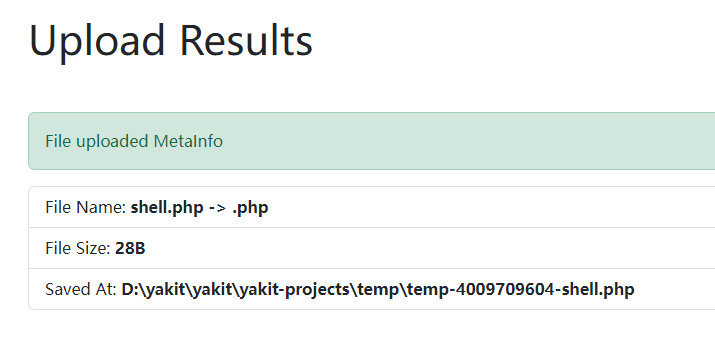 Upload Results
File uploaded MetaInfo
File Name: shell.php -> .php
File Size: 28B
Saved At: D:\yakit\yakit\yakit-projects\temp\temp-4009709604-shell.php